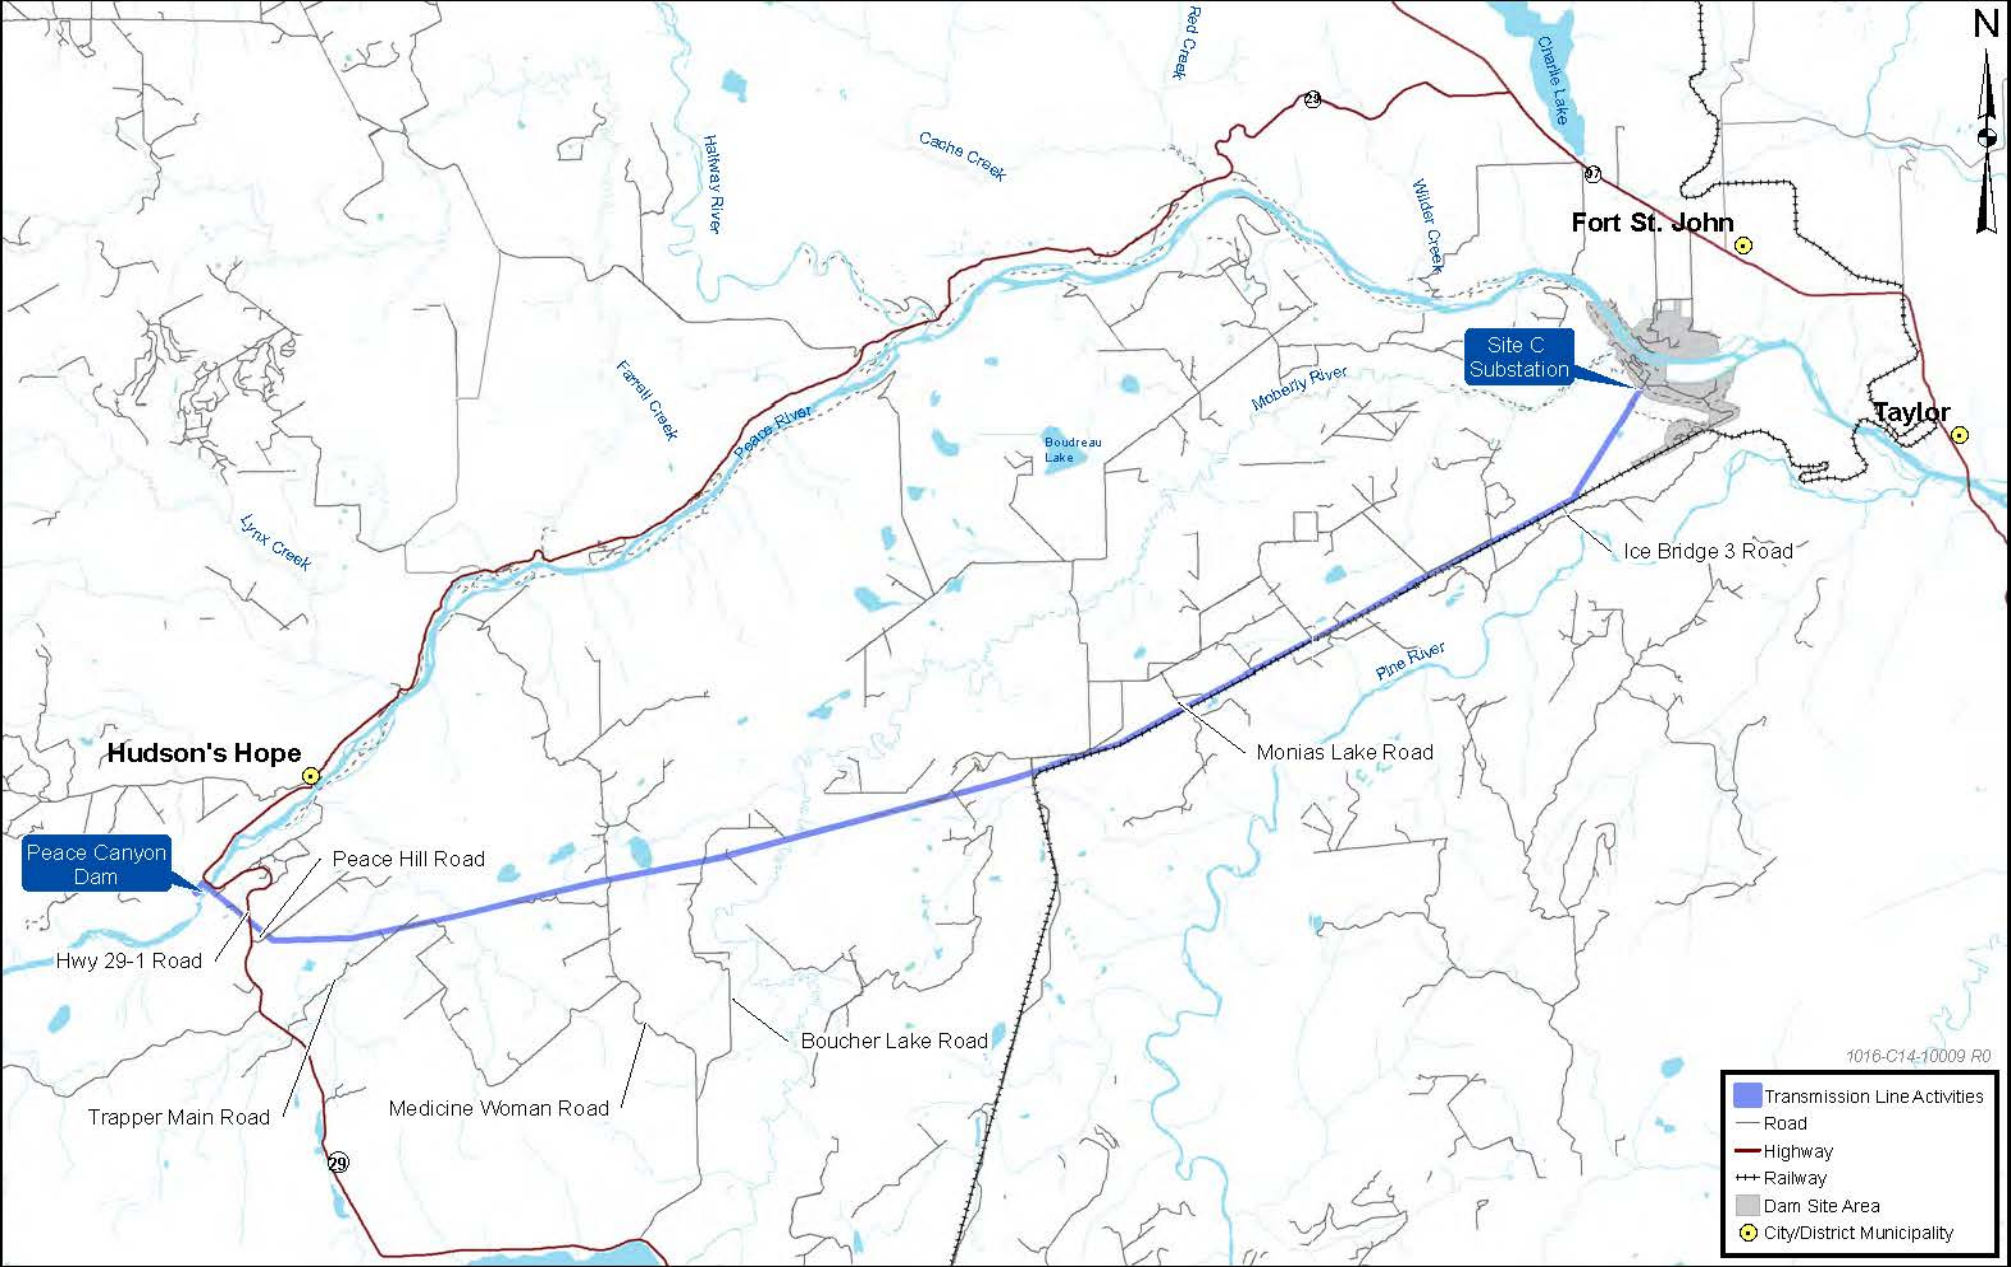 N
Red Creek
Charlie Lake
29
Halfway River
Cache Creek
97
Wilder Creek
Fort St. John
Site C
Substation
Farrell Creek
Moberly River
Peace River
Taylor
Boudreau
Lake
Lynx Creek
Ice Bridge 3 Road
Pine River
Hudson's Hope
Monias Lake Road
Peace Canyon
Dam
Peace Hill Road
Hwy 29-1 Road
Boucher Lake Road
1016-C14-10009 R0
Trapper Main Road
Medicine Woman Road
29
Transmission Line Activities
Road
Highway
Railway
Dam Site Area
City/District Municipality